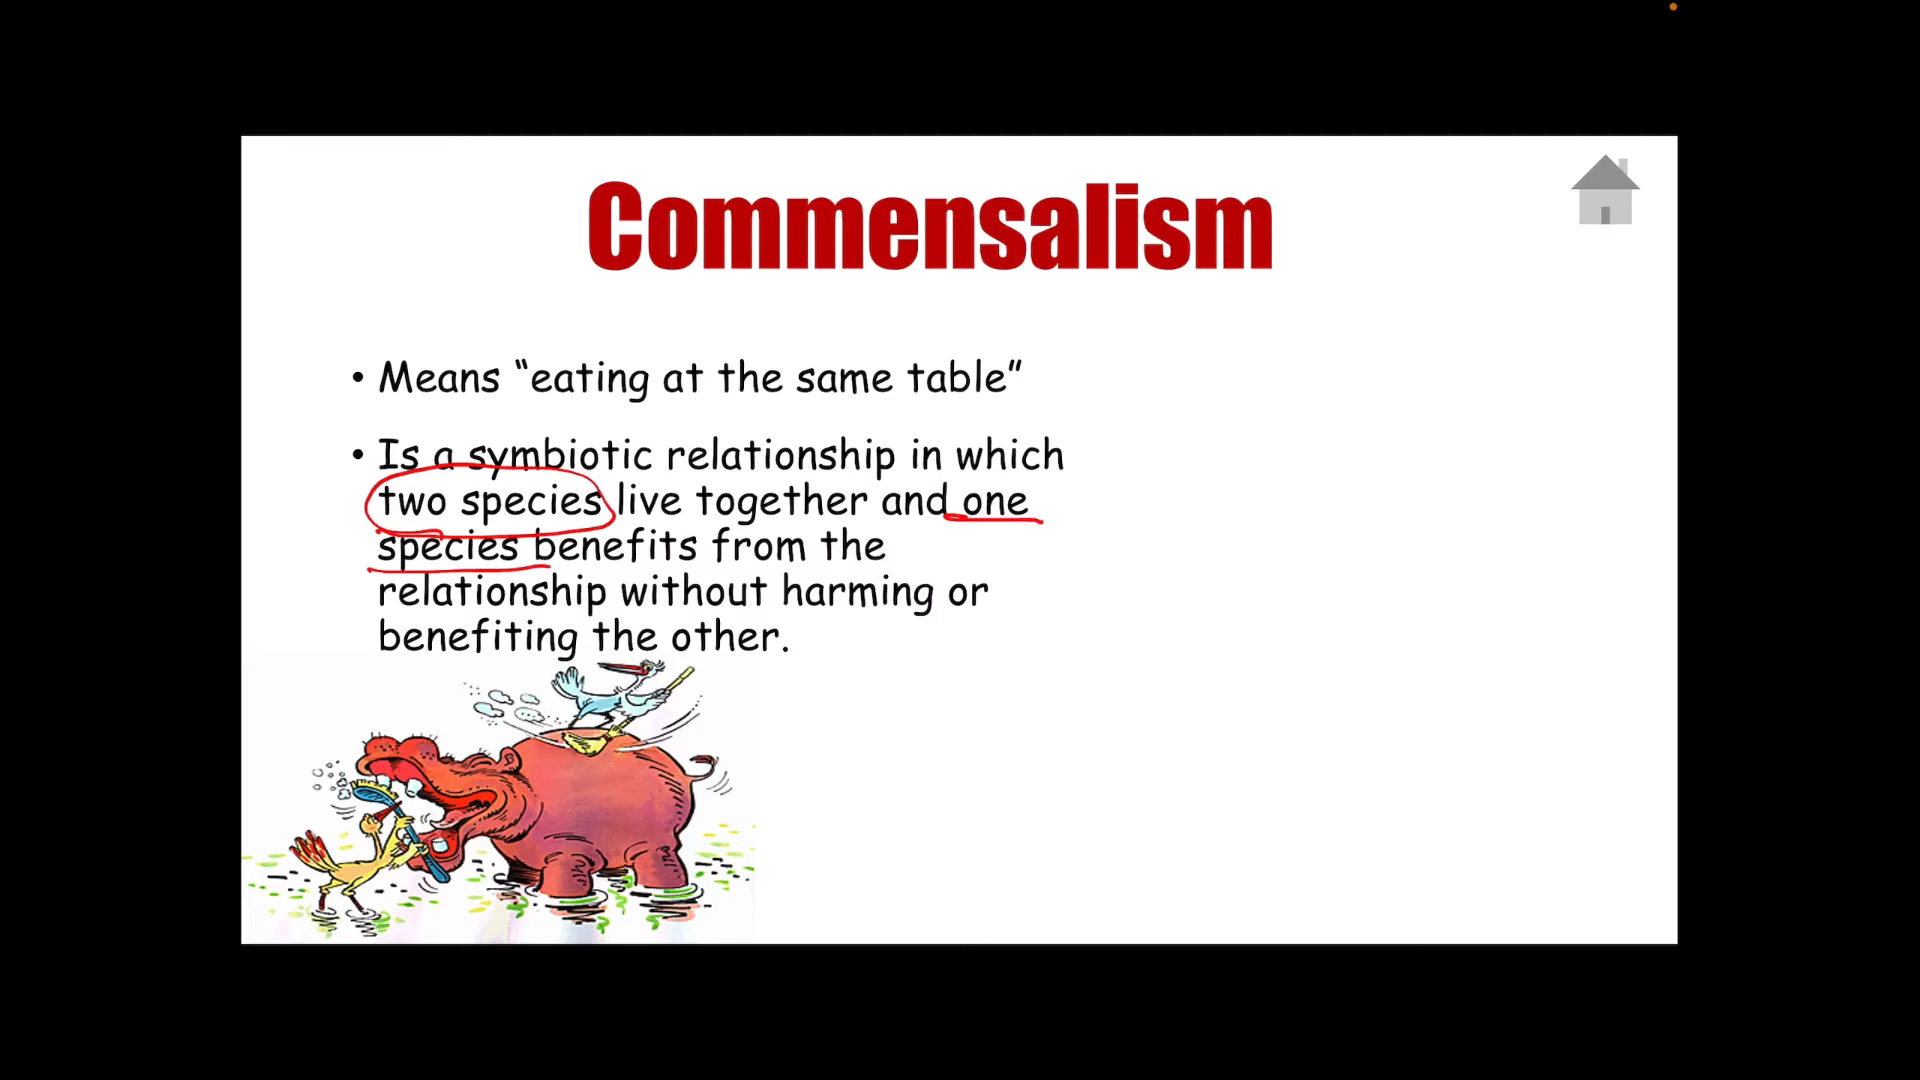 Commensalism
• Means “eating at the same table”
• Is a symbiotic relationship in which
two species live together and one
species benefits from the
relationship without harming or
benefiting the other.